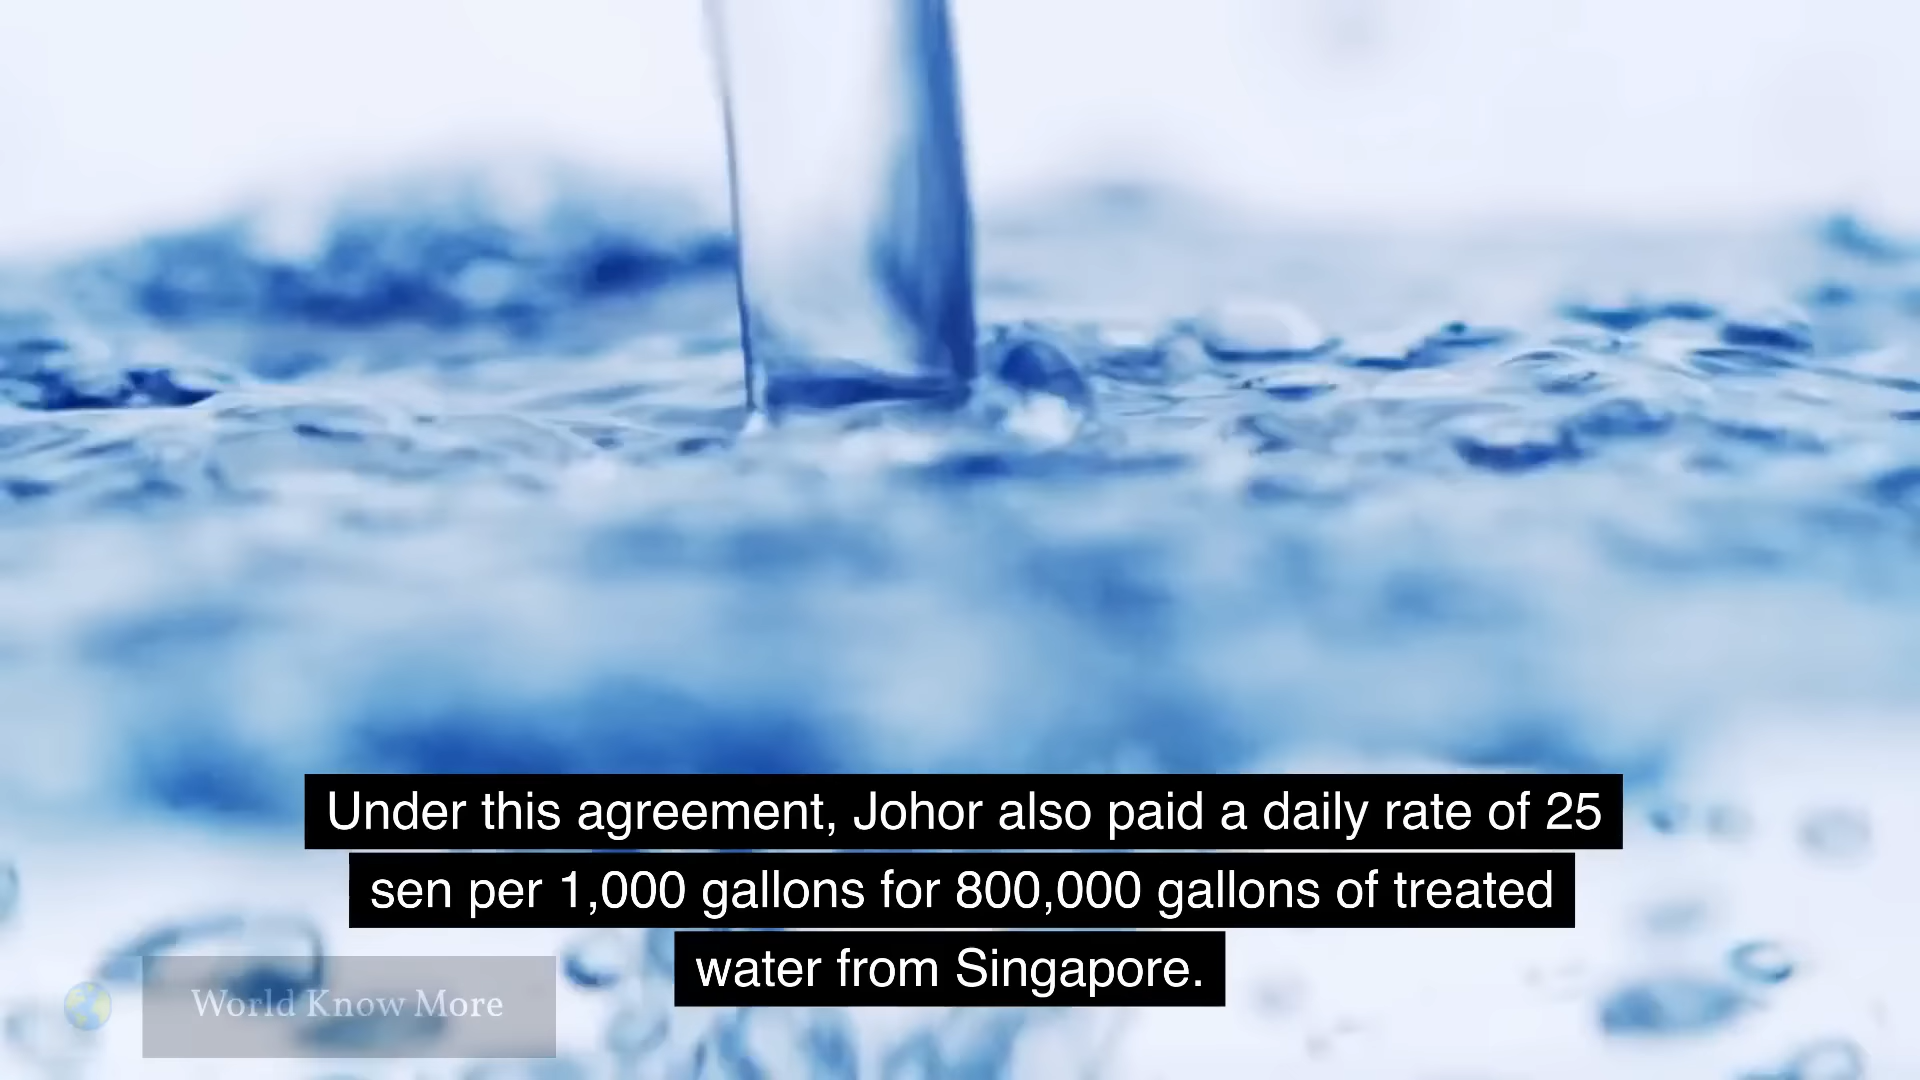 Under this agreement, Johor also paid a daily rate of 25
sen per 1,000 gallons for 800,000 gallons of treated
water from Singapore.
World Know More